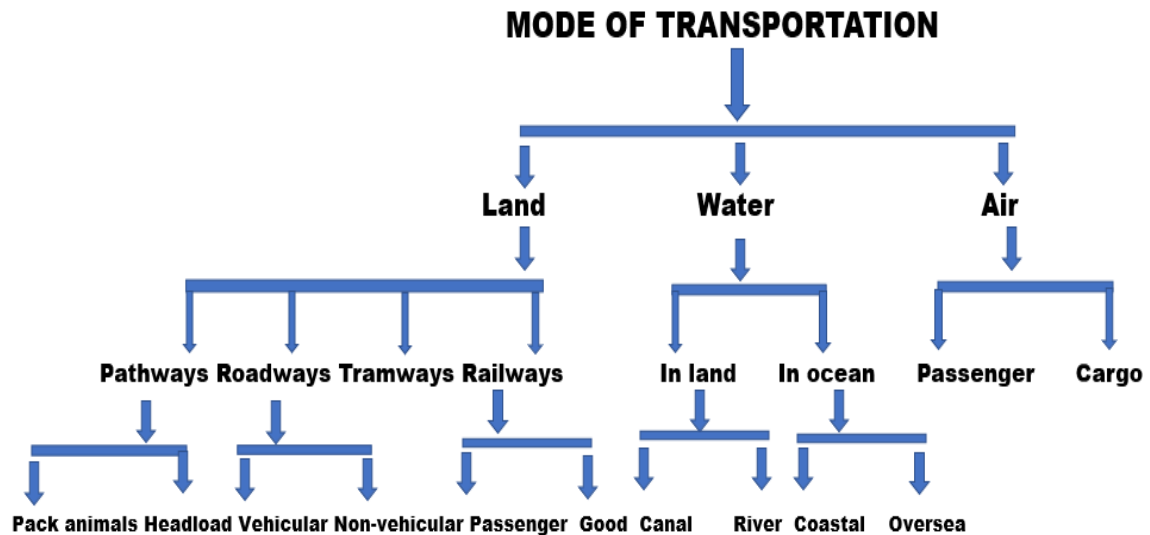 MODE OF TRANSPORTATION
Land Water Air
Pathways Roadways Tramways Railways In land In ocean Passenger Cargo
Pack animals Headload Vehicular Non-vehicular Passenger Good Canal River Coastal Oversea